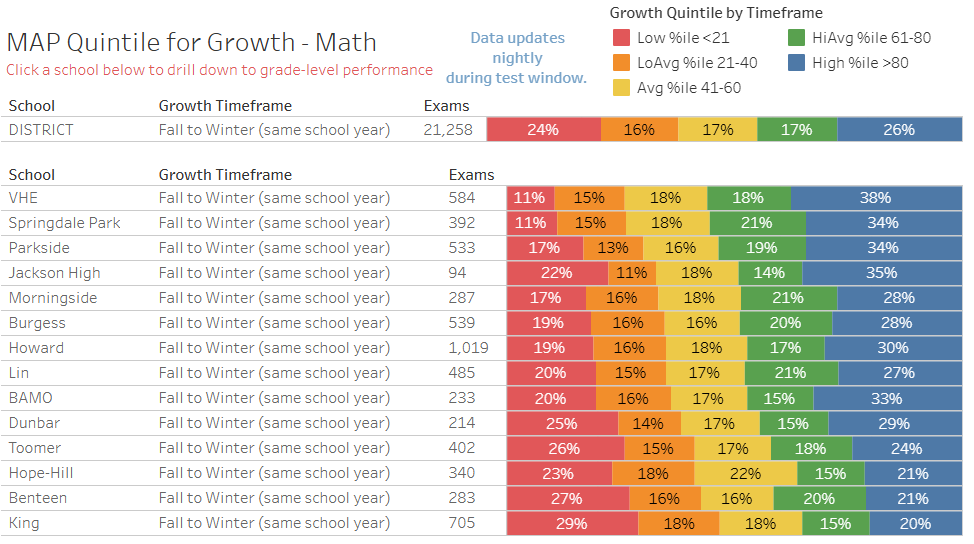 MAP Quintile for Growth - Math
Click a school below to drill down to grade-level performance
Data updates
nightly
during test window.
Growth Quintile by Timeframe
Low %ile <21
HiAvg %ile 61-80
LoAvg %ile 21-40
High %ile >80
Avg %ile 41-60
School Growth Timeframe Exams
DISTRICT Fall to Winter (same school year) 21,258 24% 16% 17% 17% 26%
School Growth Timeframe Exams
VHE Fall to Winter (same school year) 584 11% 15% 18% 18% 38%
Springdale Park Fall to Winter (same school year) 392 11% 15% 18% 21% 34%
Parkside Fall to Winter (same school year) 533 17% 13% 16% 19% 34%
Jackson High Fall to Winter (same school year) 94 22% 11% 18% 14% 35%
Morningside Fall to Winter (same school year) 287 17% 16% 18% 21% 28%
Burgess Fall to Winter (same school year) 539 19% 16% 16% 20% 28%
Howard Fall to Winter (same school year) 1,019 19% 16% 18% 17% 30%
Lin Fall to Winter (same school year) 485 20% 15% 17% 21% 27%
BAMO Fall to Winter (same school year) 233 20% 16% 17% 15% 33%
Dunbar Fall to Winter (same school year) 214 25% 14% 17% 15% 29%
Toomer Fall to Winter (same school year) 402 26% 15% 17% 18% 24%
Hope-Hill Fall to Winter (same school year) 340 23% 18% 22% 15% 21%
Benteen Fall to Winter (same school year) 283 27% 16% 16% 20% 21%
King Fall to Winter (same school year) 705 29% 18% 18% 15% 20%